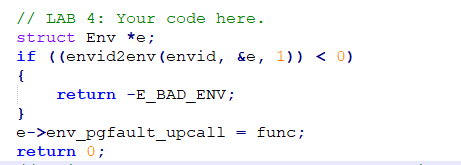 // LAB 4: Your code here.
struct Env *e;
if ((envid2env(envid, &e, 1)) < 0)
{
    return -E_BAD_ENV;
}
e->env_pgfault_upcall = func;
return 0;